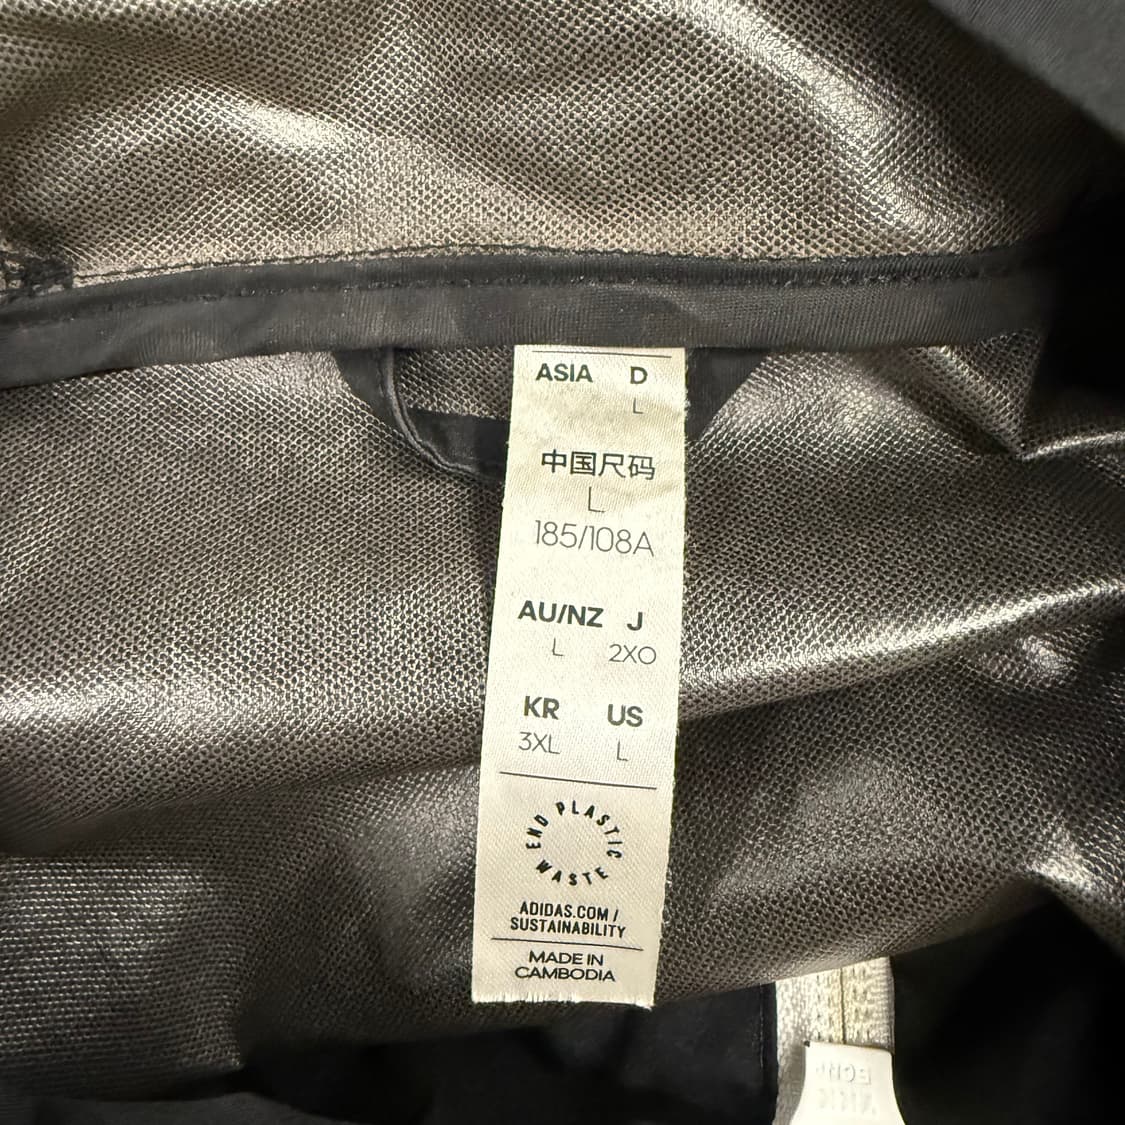 ASIA D
L
中国尺码
L
185/108A
AU/NZ J
L 2XO
KR US
3XL L
END PLASTIC WASTE
ADIDAS.COM /
SUSTAINABILITY
MADE IN
CAMBODIA